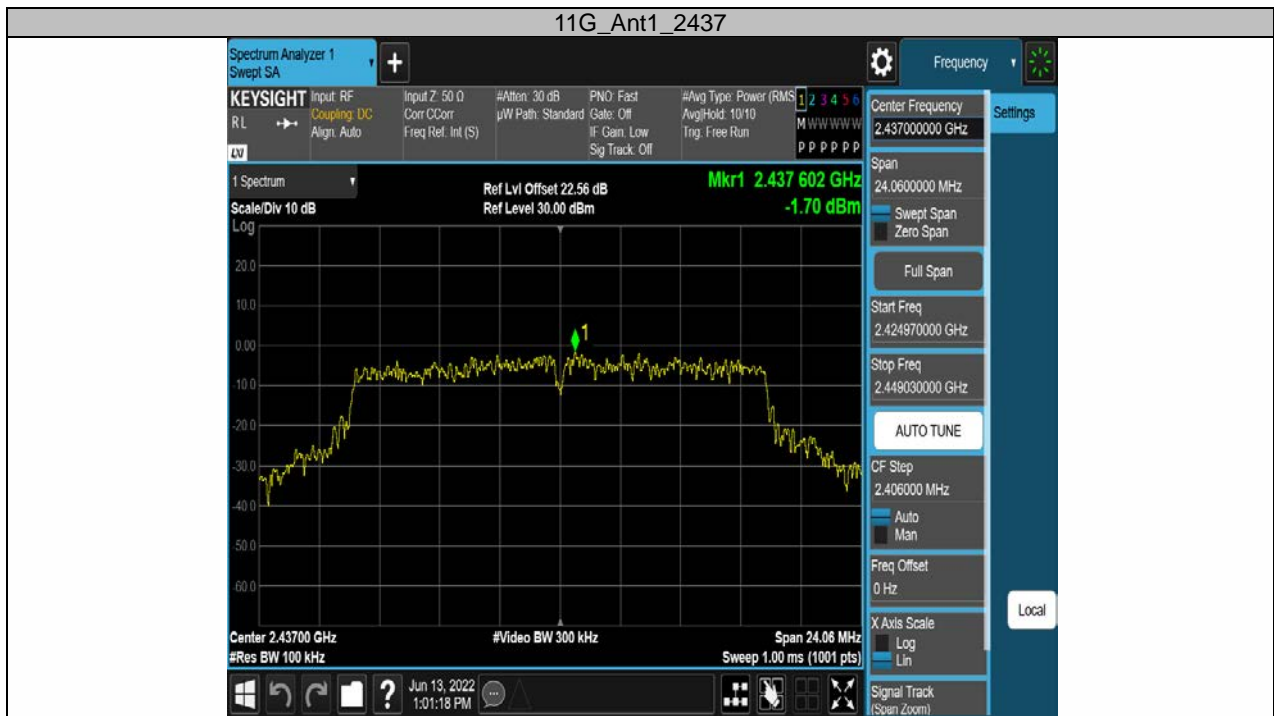 11G_Ant1_2437
Spectrum Analyzer 1
Swept SA
+
Frequency
KEYSIGHT
RL
LXI
Input: RF
Coupling: DC
Align: Auto
Input Z: 50 Ω
Corr CCorr
Freq Ref: Int (S)
#Atten: 30 dB
µW Path: Standard
PNO: Fast
Gate: Off
IF Gain: Low
Sig Track: Off
#Avg Type: Power (RMS
Avg|Hold: 10/10
Trig: Free Run
1 2 3 4 5 6
M W W W W W
P P P P P P
Center Frequency
2.437000000 GHz
Settings
1 Spectrum
Scale/Div 10 dB
Log
Ref Lvl Offset 22.56 dB
Ref Level 30.00 dBm
Mkr1 2.437 602 GHz
-1.70 dBm
Span
24.0600000 MHz
Swept Span
Zero Span
Full Span
Start Freq
2.424970000 GHz
Stop Freq
2.449030000 GHz
AUTO TUNE
CF Step
2.406000 MHz
Auto
Man
Freq Offset
0 Hz
X Axis Scale
Log
Lin
Signal Track
(Span Zoom)
Local
20.0
10.0
0.00
-10.0
-20.0
-30.0
-40.0
-50.0
-60.0
1
Center 2.43700 GHz
#Res BW 100 kHz
#Video BW 300 kHz
Span 24.06 MHz
Sweep 1.00 ms (1001 pts)
?
Jun 13, 2022
1:01:18 PM